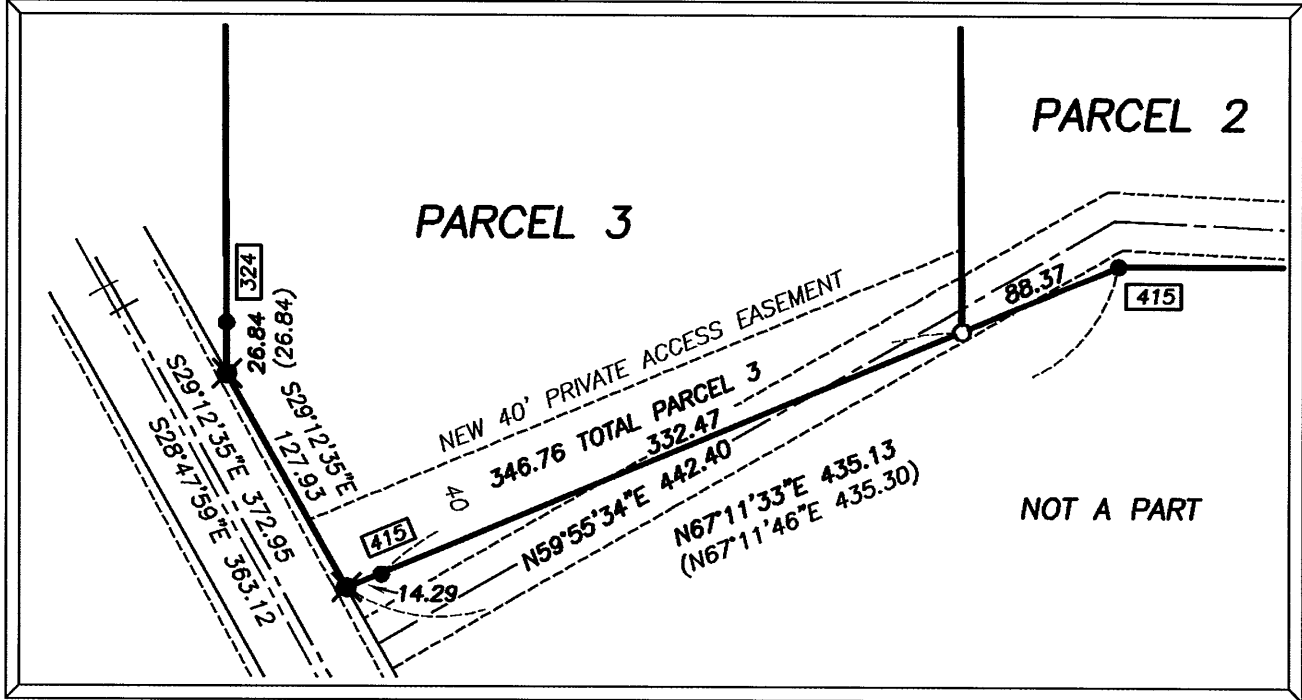 PARCEL 2
PARCEL 3
324
26.84
(26.84)
S29°12'35"E
127.93
S29°12'35"E 372.95
S28°47'59"E 363.12
NEW 40' PRIVATE ACCESS EASEMENT
88.37
415
346.76 TOTAL PARCEL 3
332.47
40
N59°55'34"E 442.40
N67°11'33"E 435.13
(N67°11'46"E 435.30)
NOT A PART
415
14.29